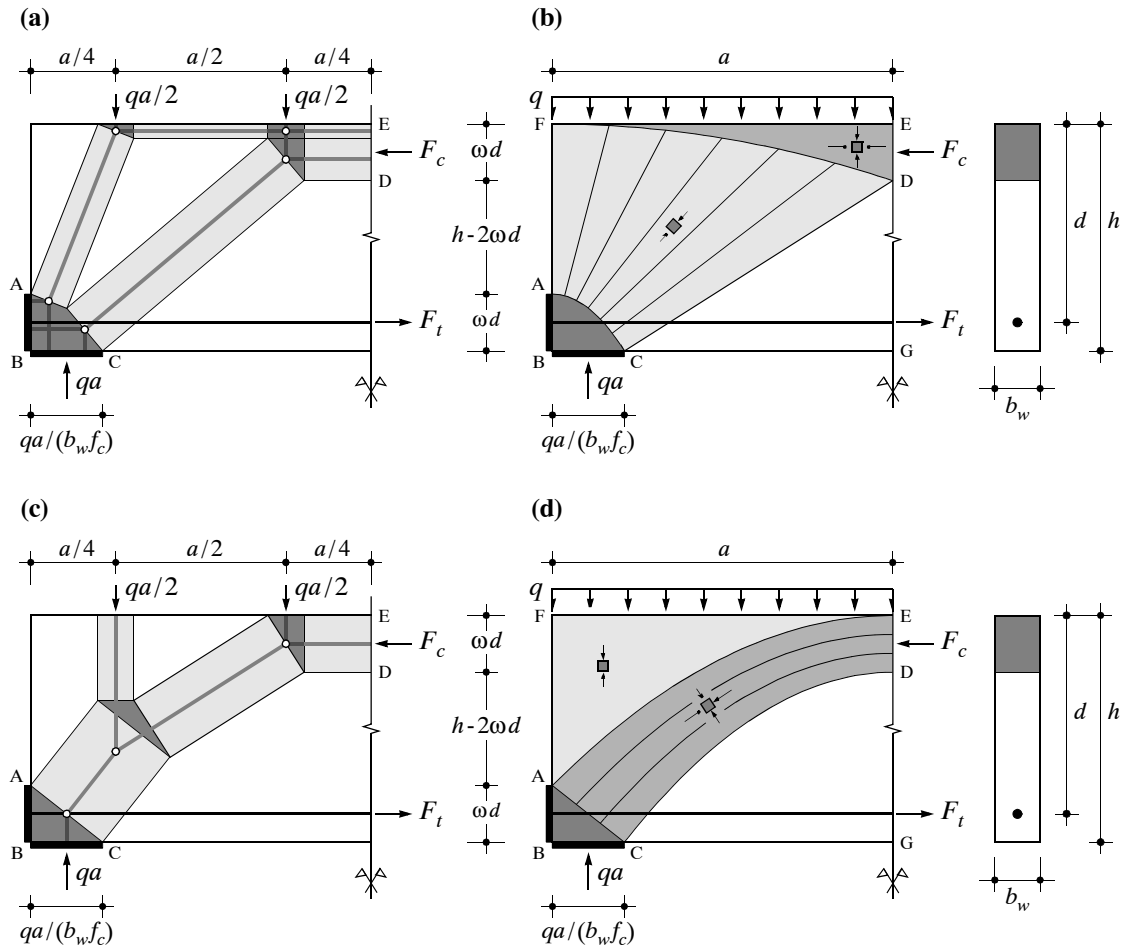 (a)
(b)
a/4 a/2 a/4
a
qa/2 qa/2
q
E
F E
F_c ωd
F_c
D
D
h-2ωd
d h
A
A
F_t ωd
F_t
B C
B C G
qa
qa
b_w
qa/(b_w f_c)
qa/(b_w f_c)
(c)
(d)
a/4 a/2 a/4
a
qa/2 qa/2
q
E
F E
F_c ωd
F_c
D
D
h-2ωd
d h
A
A
F_t ωd
F_t
B C
B C G
qa
qa
b_w
qa/(b_w f_c)
qa/(b_w f_c)